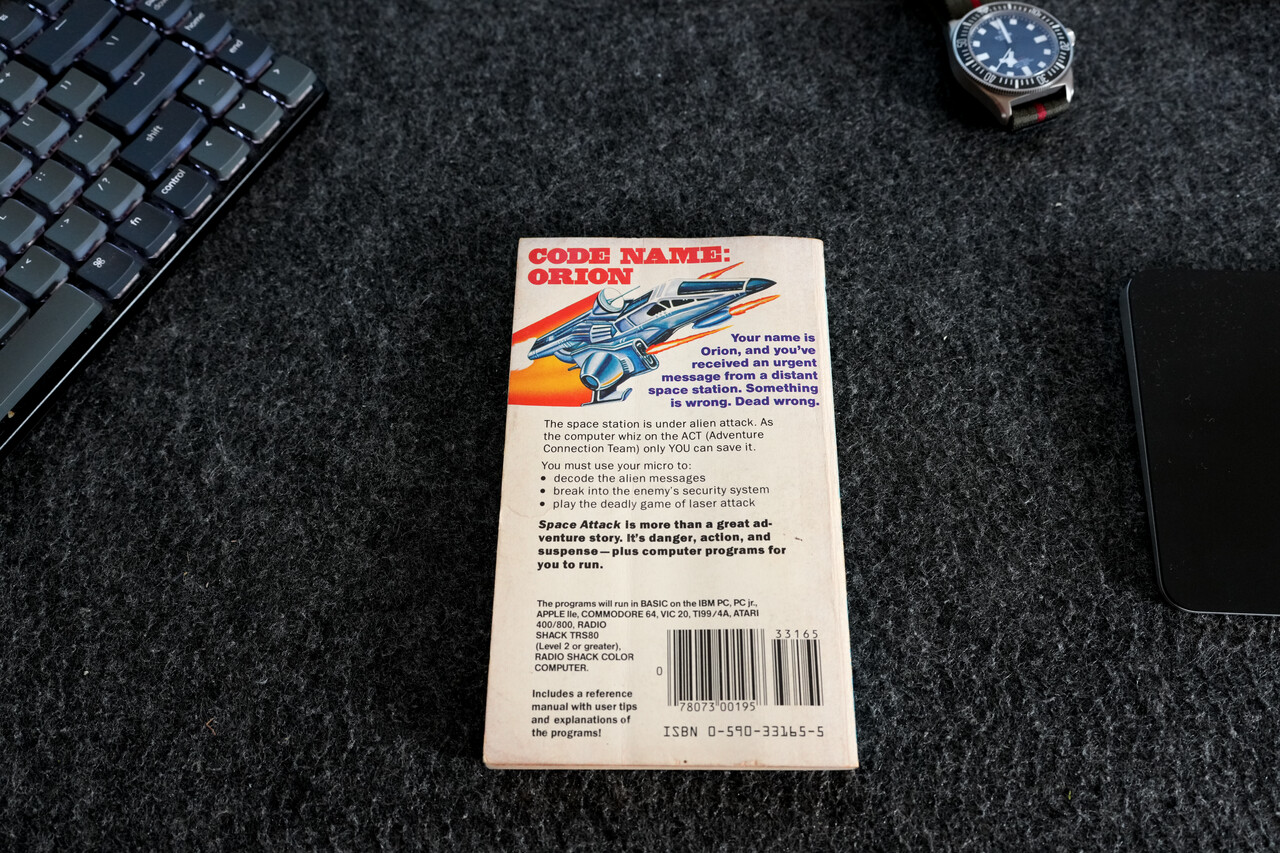 home
end
shift
control
fn
⌘
CODE NAME:
ORION
Your name is
Orion, and you've
received an urgent
message from a distant
space station. Something
is wrong. Dead wrong.
The space station is under alien attack. As
the computer whiz on the ACT (Adventure
Connection Team) only YOU can save it.
You must use your micro to:
• decode the alien messages
• break into the enemy's security system
• play the deadly game of laser attack
Space Attack is more than a great ad-
venture story. It's danger, action, and
suspense—plus computer programs for
you to run.
The programs will run in BASIC on the IBM PC, PC jr.,
APPLE IIe, COMMODORE 64, VIC 20, TI99/4A, ATARI
400/800, RADIO
SHACK TRS80
(Level 2 or greater),
RADIO SHACK COLOR
COMPUTER.
Includes a reference
manual with user tips
and explanations of
the programs!
33165
0
78073 00195
ISBN 0-590-33165-5